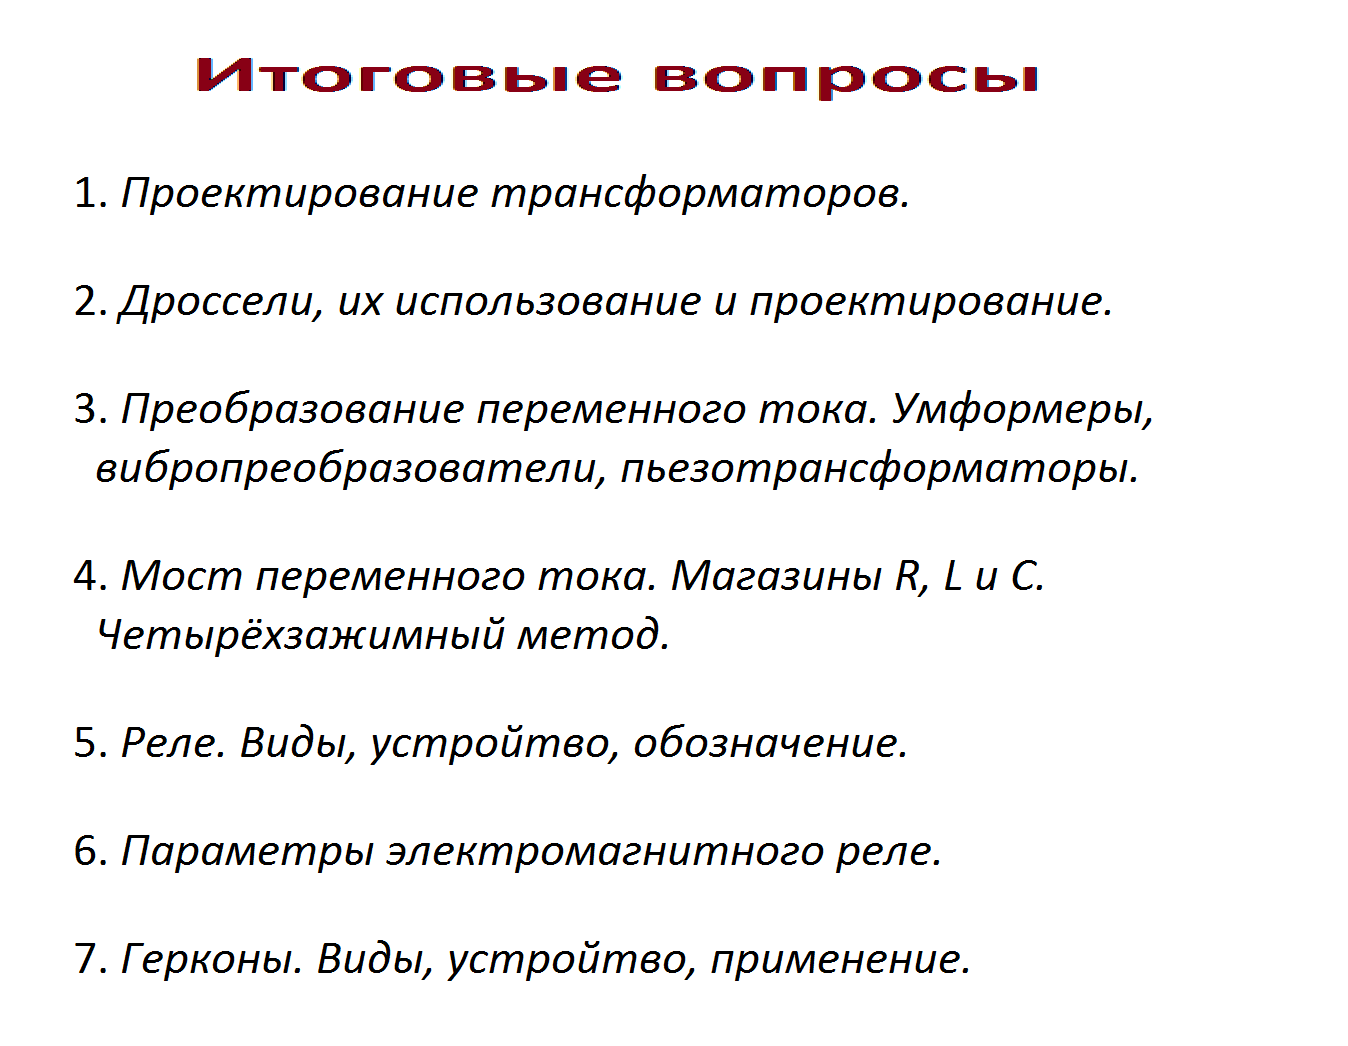 Итоговые вопросы
1. Проектирование трансформаторов.
2. Дроссели, их использование и проектирование.
3. Преобразование переменного тока. Умформеры,
вибропреобразователи, пьезотрансформаторы.
4. Мост переменного тока. Магазины R, L и C.
Четырёхзажимный метод.
5. Реле. Виды, устройтво, обозначение.
6. Параметры электромагнитного реле.
7. Герконы. Виды, устройтво, применение.